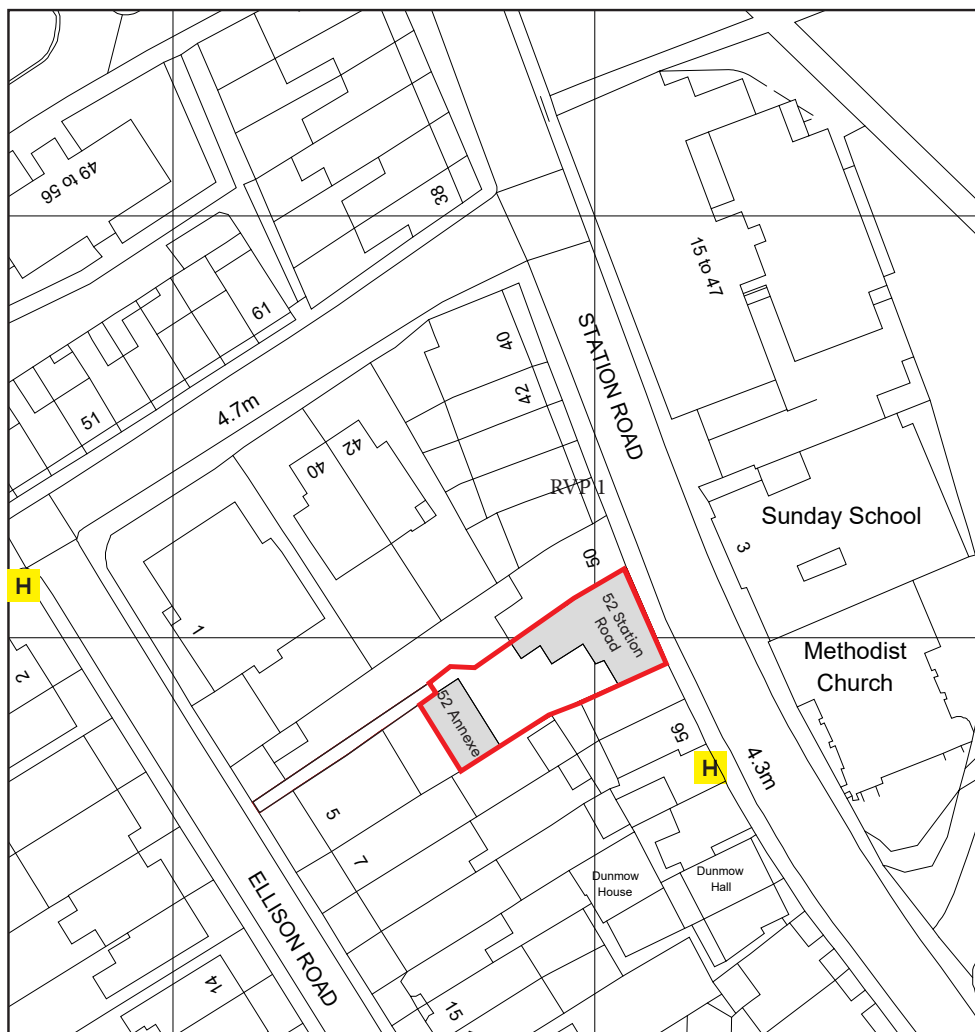 49 to 56
38
15 to 47
61
51
4.7m
40
42
STATION ROAD
42
40
RVP 1
Sunday School
3
50
H
1
2
52 Station
Road
Methodist
Church
52 Annexe
56
H
4.3m
5
7
Dunmow
House
Dunmow
Hall
ELLISON ROAD
14
15